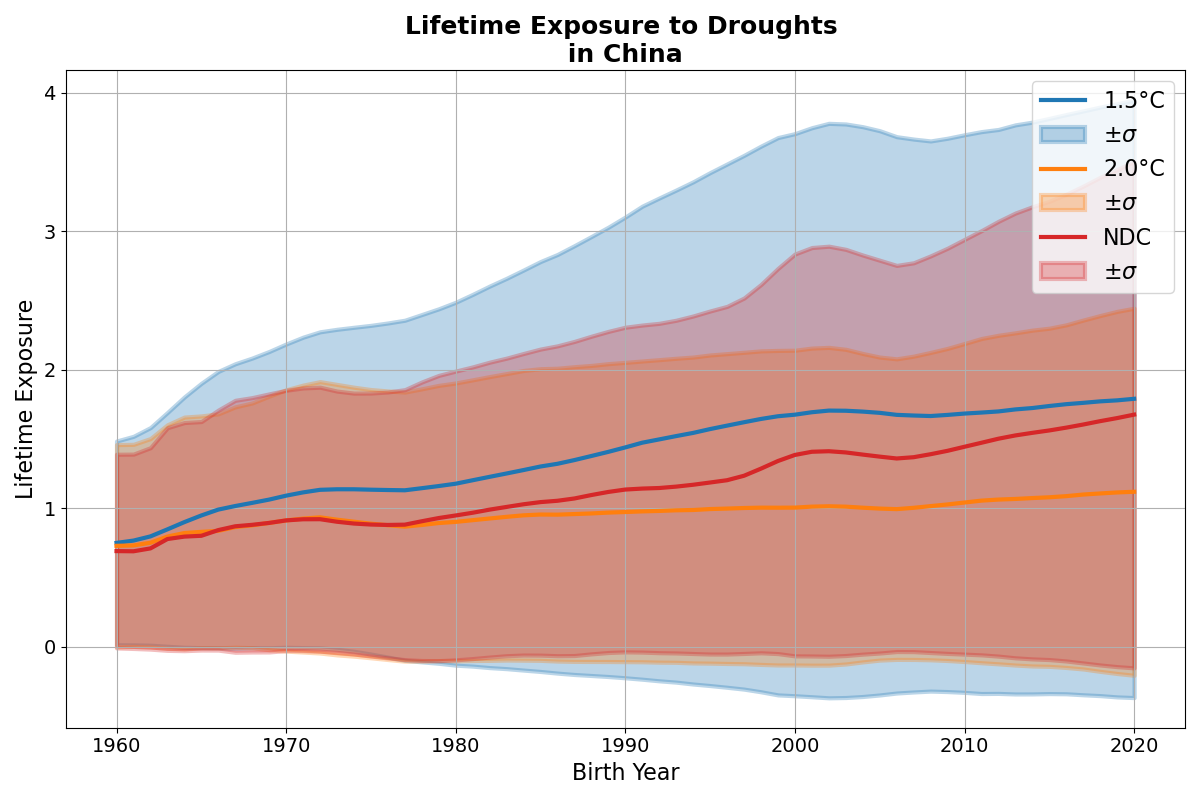 Lifetime Exposure to Droughts
in China
Lifetime Exposure
4
3
2
1
0
1.5°C
±σ
2.0°C
±σ
NDC
±σ
1960 1970 1980 1990 2000 2010 2020
Birth Year